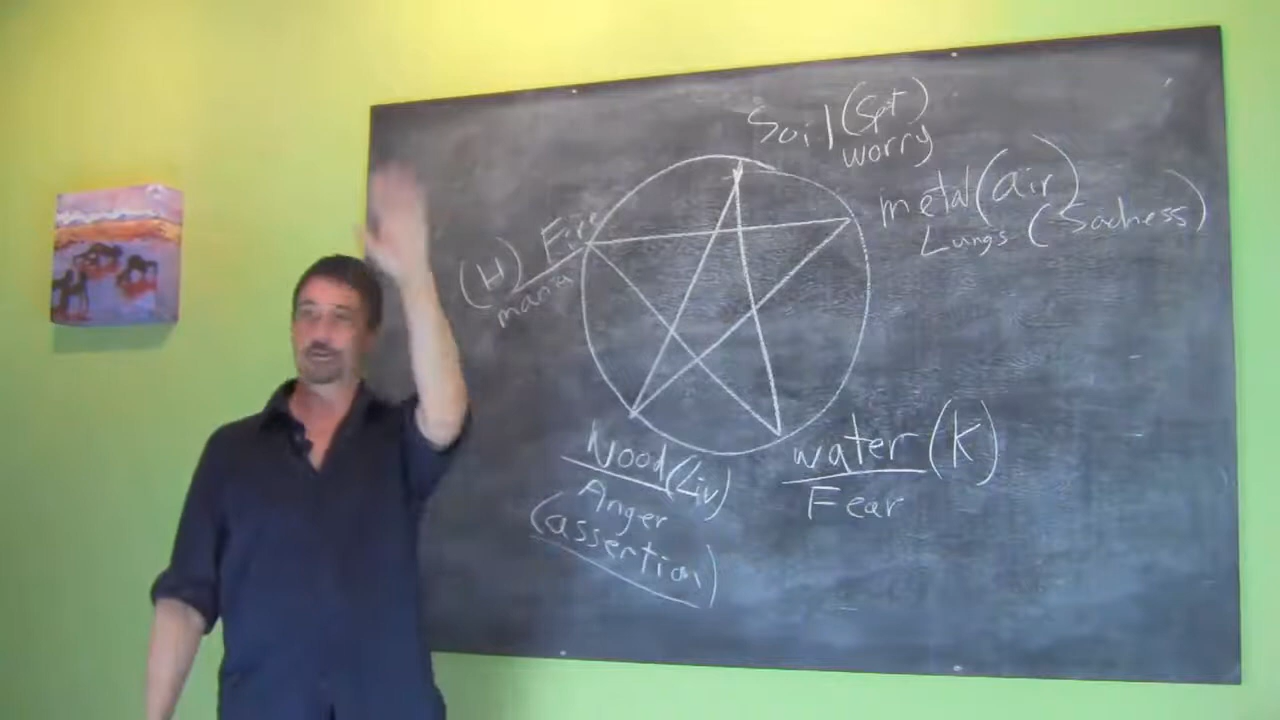 Soil (Spt)
worry
metal (air)
Lungs (Sadness)
(H) Fire
mania
Wood (Liv)
Anger
(assertion)
water (K)
Fear